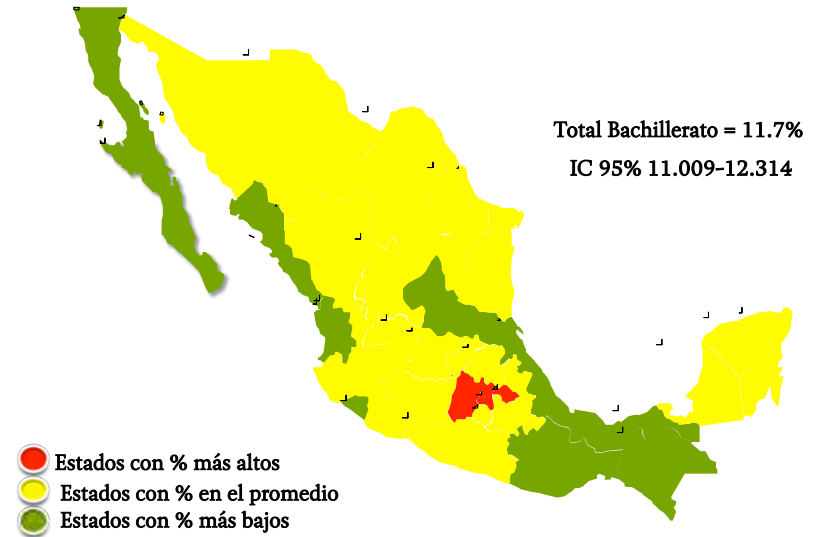 Total Bachillerato = 11.7%
IC 95% 11.009-12.314
Estados con % más altos
Estados con % en el promedio
Estados con % más bajos